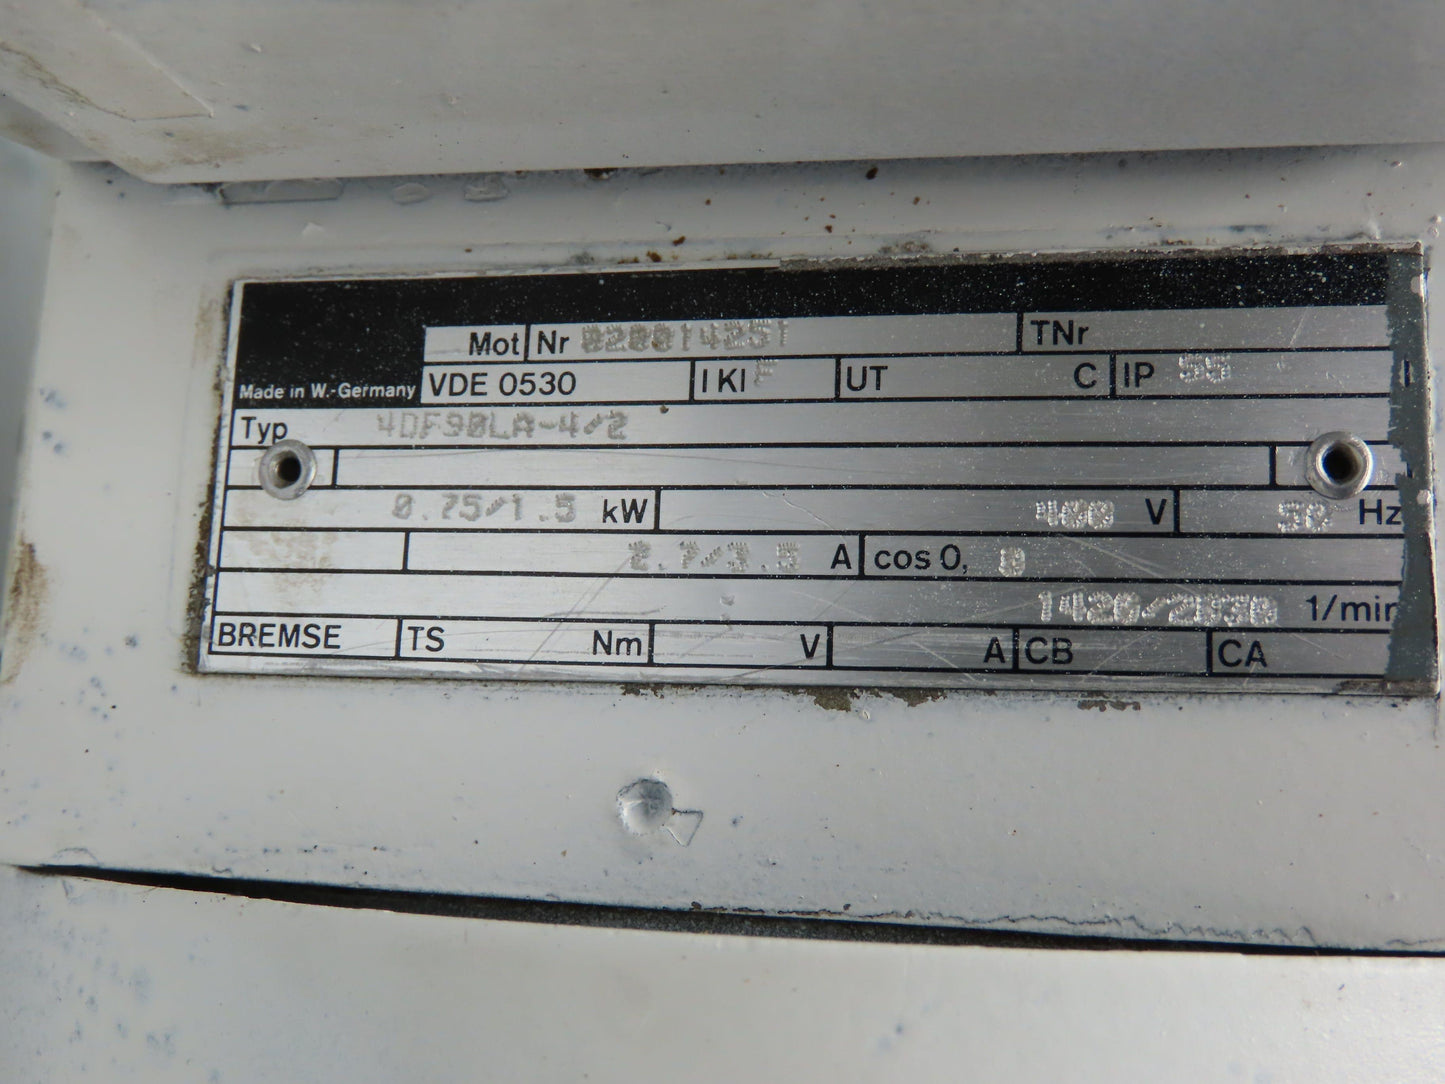 Mot Nr 020014251 TNr
Made in W.-Germany VDE 0530 I KI F UT C IP
Typ 4DF90LA-4/2
0.75/1.5 kW 400 V 50 Hz
2.7/3.5 A cos 0,
1420/2830 1/min
BREMSE TS Nm V A CB CA